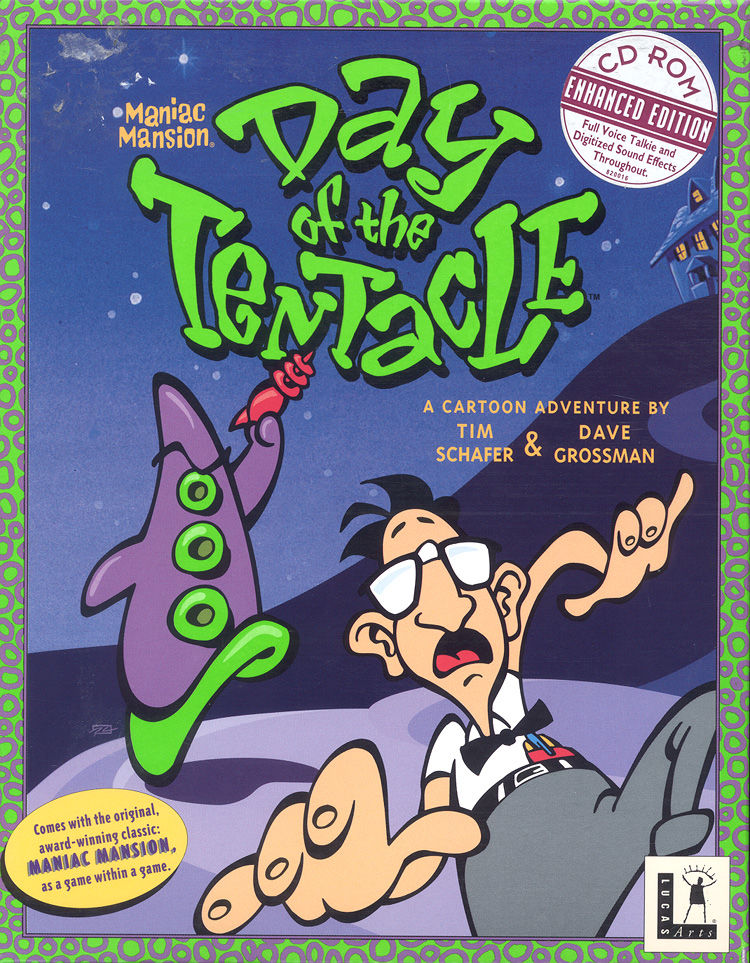 Maniac
Mansion®
Day
of the
Tentacle™
CD ROM
ENHANCED EDITION
Full Voice Talkie and
Digitized Sound Effects
Throughout.
820016
A CARTOON ADVENTURE BY
TIM
SCHAFER
&
DAVE
GROSSMAN
Comes with the original,
award-winning classic:
MANIAC MANSION,
as a game within a game.
LUCAS
Arts®